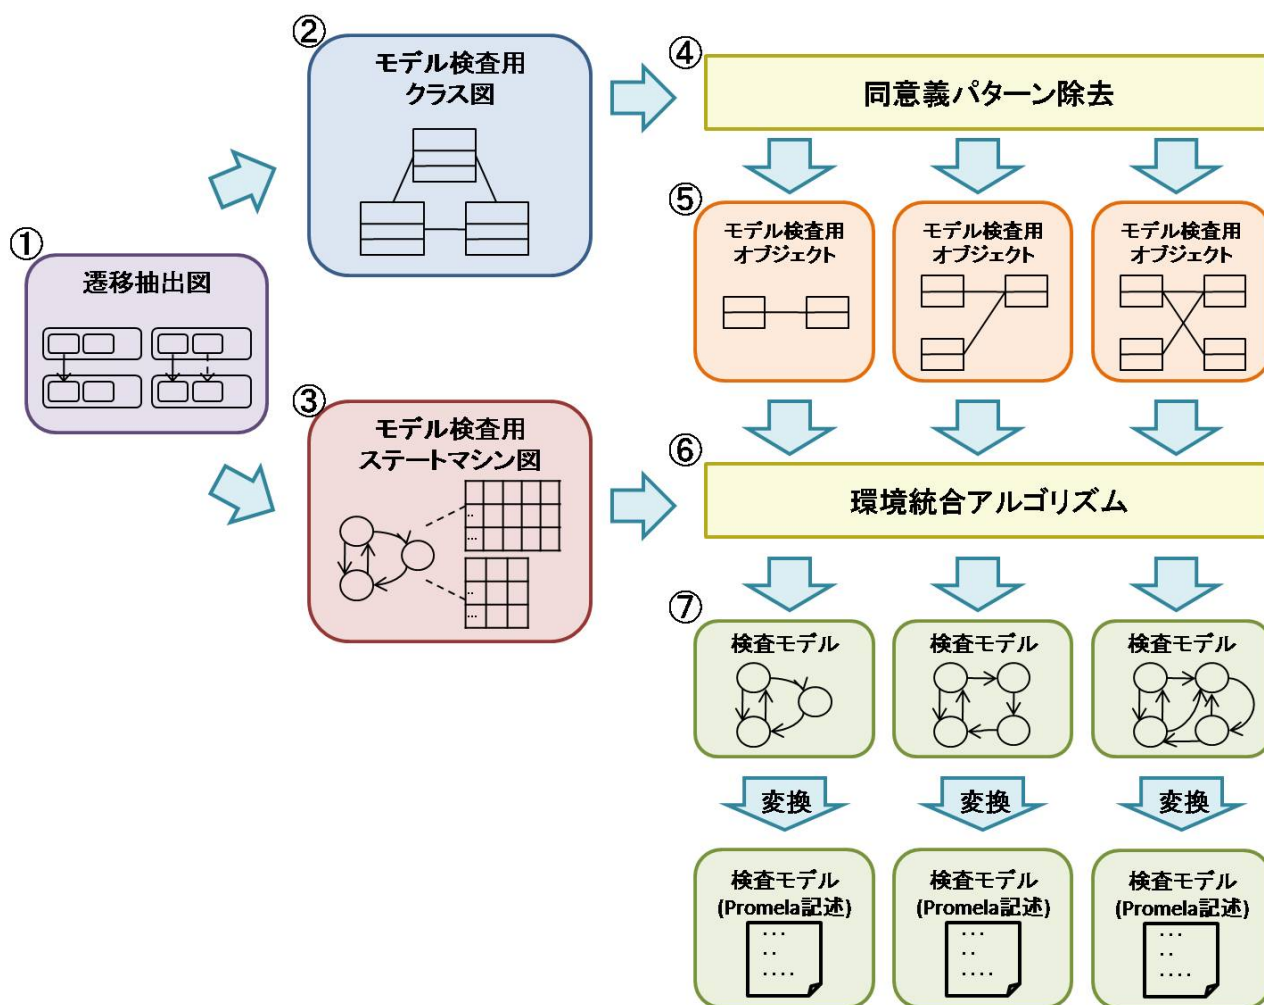 ①
遷移抽出図
②
モデル検査用
クラス図
③
モデル検査用
ステートマシン図
..
...
..
...
④
同意義パターン除去
⑤
モデル検査用
オブジェクト
モデル検査用
オブジェクト
モデル検査用
オブジェクト
⑥
環境統合アルゴリズム
⑦
検査モデル
検査モデル
検査モデル
変換
変換
変換
検査モデル
(Promela記述)
...
..
....
検査モデル
(Promela記述)
...
..
....
検査モデル
(Promela記述)
...
..
....